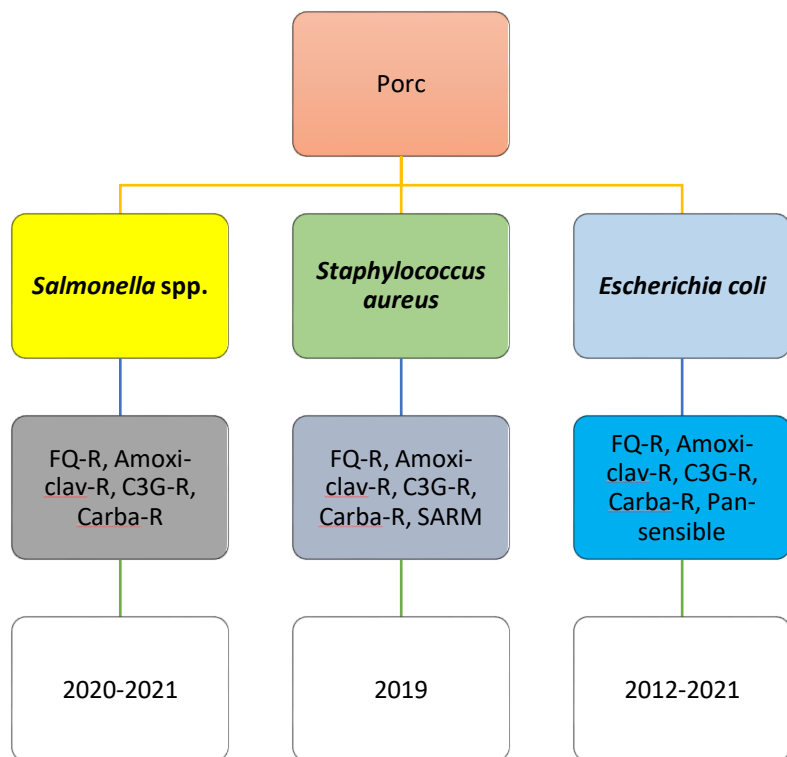 Porc
Salmonella spp.
Staphylococcus
aureus
Escherichia coli
FQ-R, Amoxi-
clav-R, C3G-R,
Carba-R
FQ-R, Amoxi-
clav-R, C3G-R,
Carba-R, SARM
FQ-R, Amoxi-
clav-R, C3G-R,
Carba-R, Pan-
sensible
2020-2021
2019
2012-2021